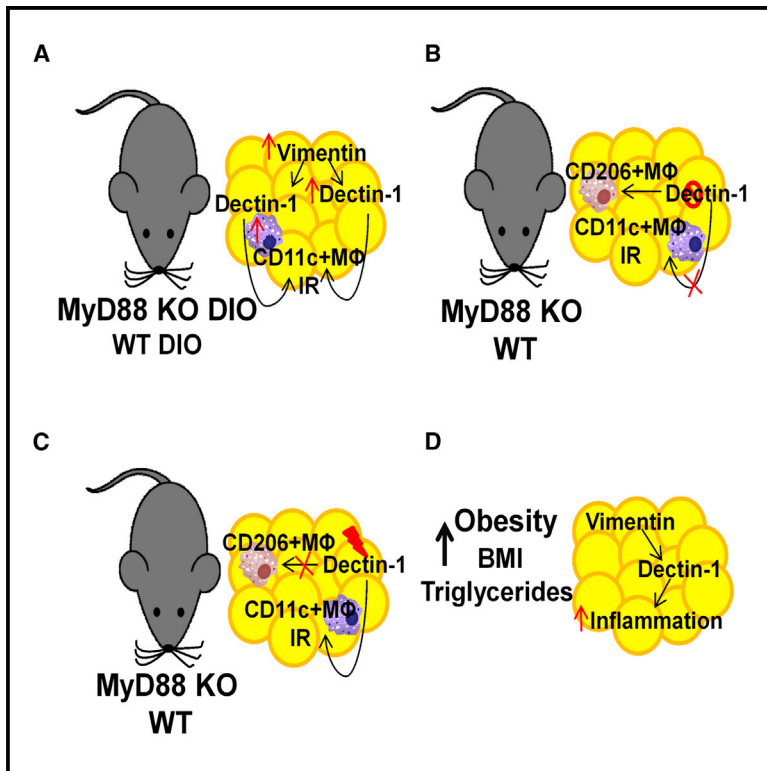 A
Vimentin
Dectin-1
Dectin-1
CD11c+MΦ
IR
MyD88 KO DIO
WT DIO
B
CD206+MΦ
Dectin-1
CD11c+MΦ
IR
MyD88 KO
WT
C
CD206+MΦ
Dectin-1
CD11c+MΦ
IR
MyD88 KO
WT
D
Obesity
BMI
Triglycerides
Vimentin
Dectin-1
Inflammation